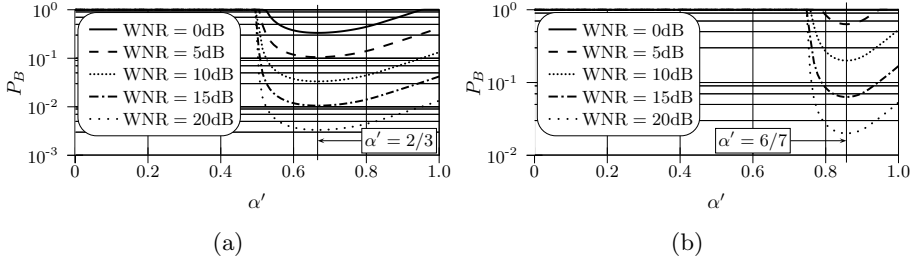 10^0
10^-1
10^-2
10^-3
P_B
WNR = 0dB
WNR = 5dB
WNR = 10dB
WNR = 15dB
WNR = 20dB
α′ = 2/3
0 0.2 0.4 0.6 0.8 1.0
α′
(a)
10^0
10^-1
10^-2
P_B
WNR = 0dB
WNR = 5dB
WNR = 10dB
WNR = 15dB
WNR = 20dB
α′ = 6/7
0 0.2 0.4 0.6 0.8 1.0
α′
(b)